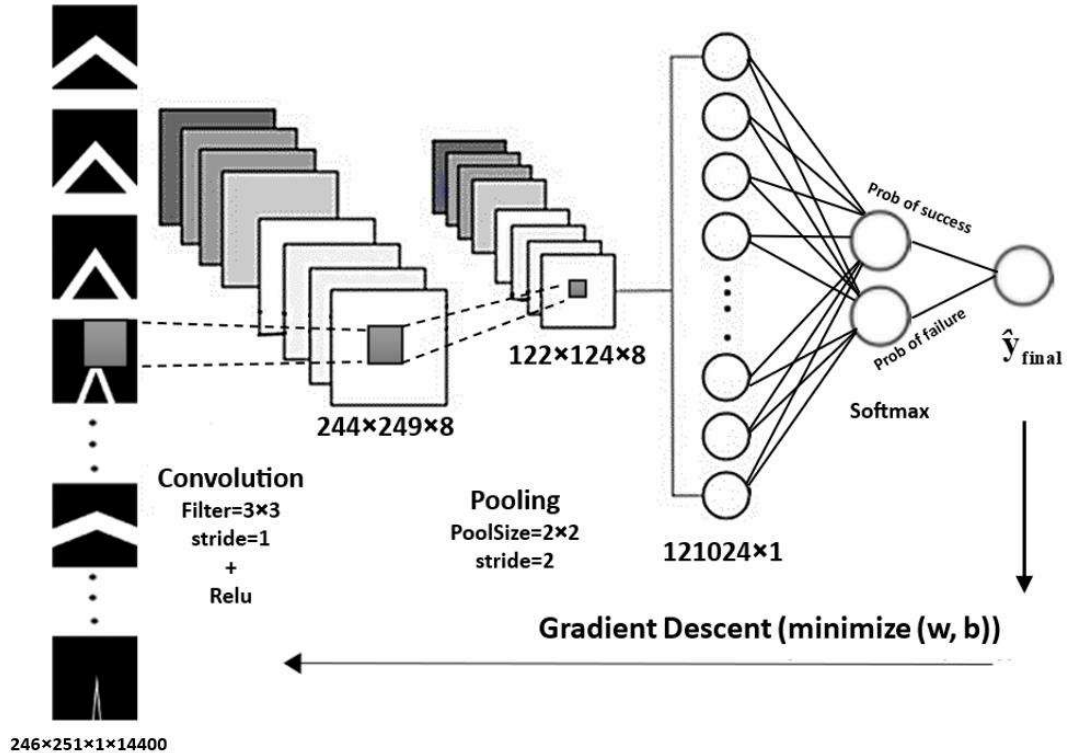 Prob of success
Prob of failure
ŷ final
122×124×8
244×249×8
Softmax
Convolution
Filter=3×3
stride=1
+
Relu
Pooling
PoolSize=2×2
stride=2
121024×1
Gradient Descent (minimize (w, b))
246×251×1×14400